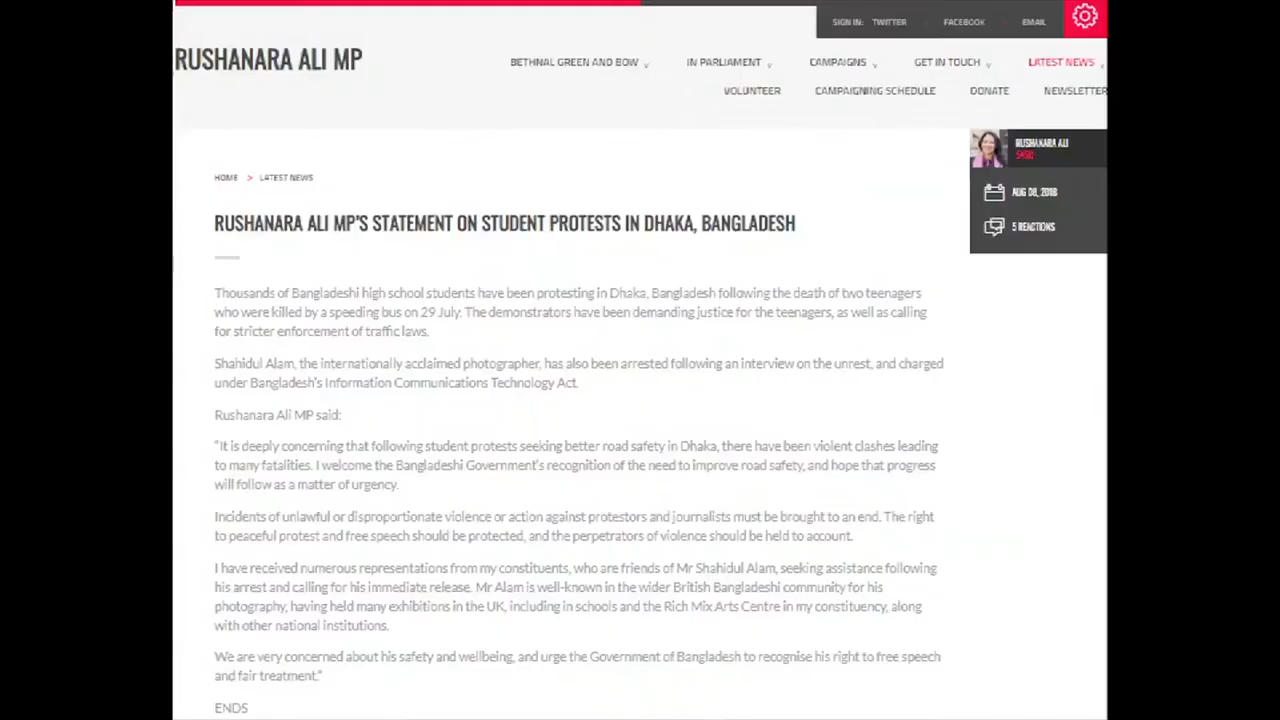 SIGN IN: TWITTER FACEBOOK EMAIL
RUSHANARA ALI MP
BETHNAL GREEN AND BOW IN PARLIAMENT CAMPAIGNS GET IN TOUCH LATEST NEWS
VOLUNTEER CAMPAIGNING SCHEDULE DONATE NEWSLETTER
RUSHANARA ALI
AUG 08, 2018
5 REACTIONS
HOME > LATEST NEWS
RUSHANARA ALI MP'S STATEMENT ON STUDENT PROTESTS IN DHAKA, BANGLADESH
Thousands of Bangladeshi high school students have been protesting in Dhaka, Bangladesh following the death of two teenagers
who were killed by a speeding bus on 29 July. The demonstrators have been demanding justice for the teenagers, as well as calling
for stricter enforcement of traffic laws.
Shahidul Alam, the internationally acclaimed photographer, has also been arrested following an interview on the unrest, and charged
under Bangladesh's Information Communications Technology Act.
Rushanara Ali MP said:
"It is deeply concerning that following student protests seeking better road safety in Dhaka, there have been violent clashes leading
to many fatalities. I welcome the Bangladeshi Government's recognition of the need to improve road safety, and hope that progress
will follow as a matter of urgency.
Incidents of unlawful or disproportionate violence or action against protestors and journalists must be brought to an end. The right
to peaceful protest and free speech should be protected, and the perpetrators of violence should be held to account.
I have received numerous representations from my constituents, who are friends of Mr Shahidul Alam, seeking assistance following
his arrest and calling for his immediate release. Mr Alam is well-known in the wider British Bangladeshi community for his
photography, having held many exhibitions in the UK, including in schools and the Rich Mix Arts Centre in my constituency, along
with other national institutions.
We are very concerned about his safety and wellbeing, and urge the Government of Bangladesh to recognise his right to free speech
and fair treatment."
ENDS